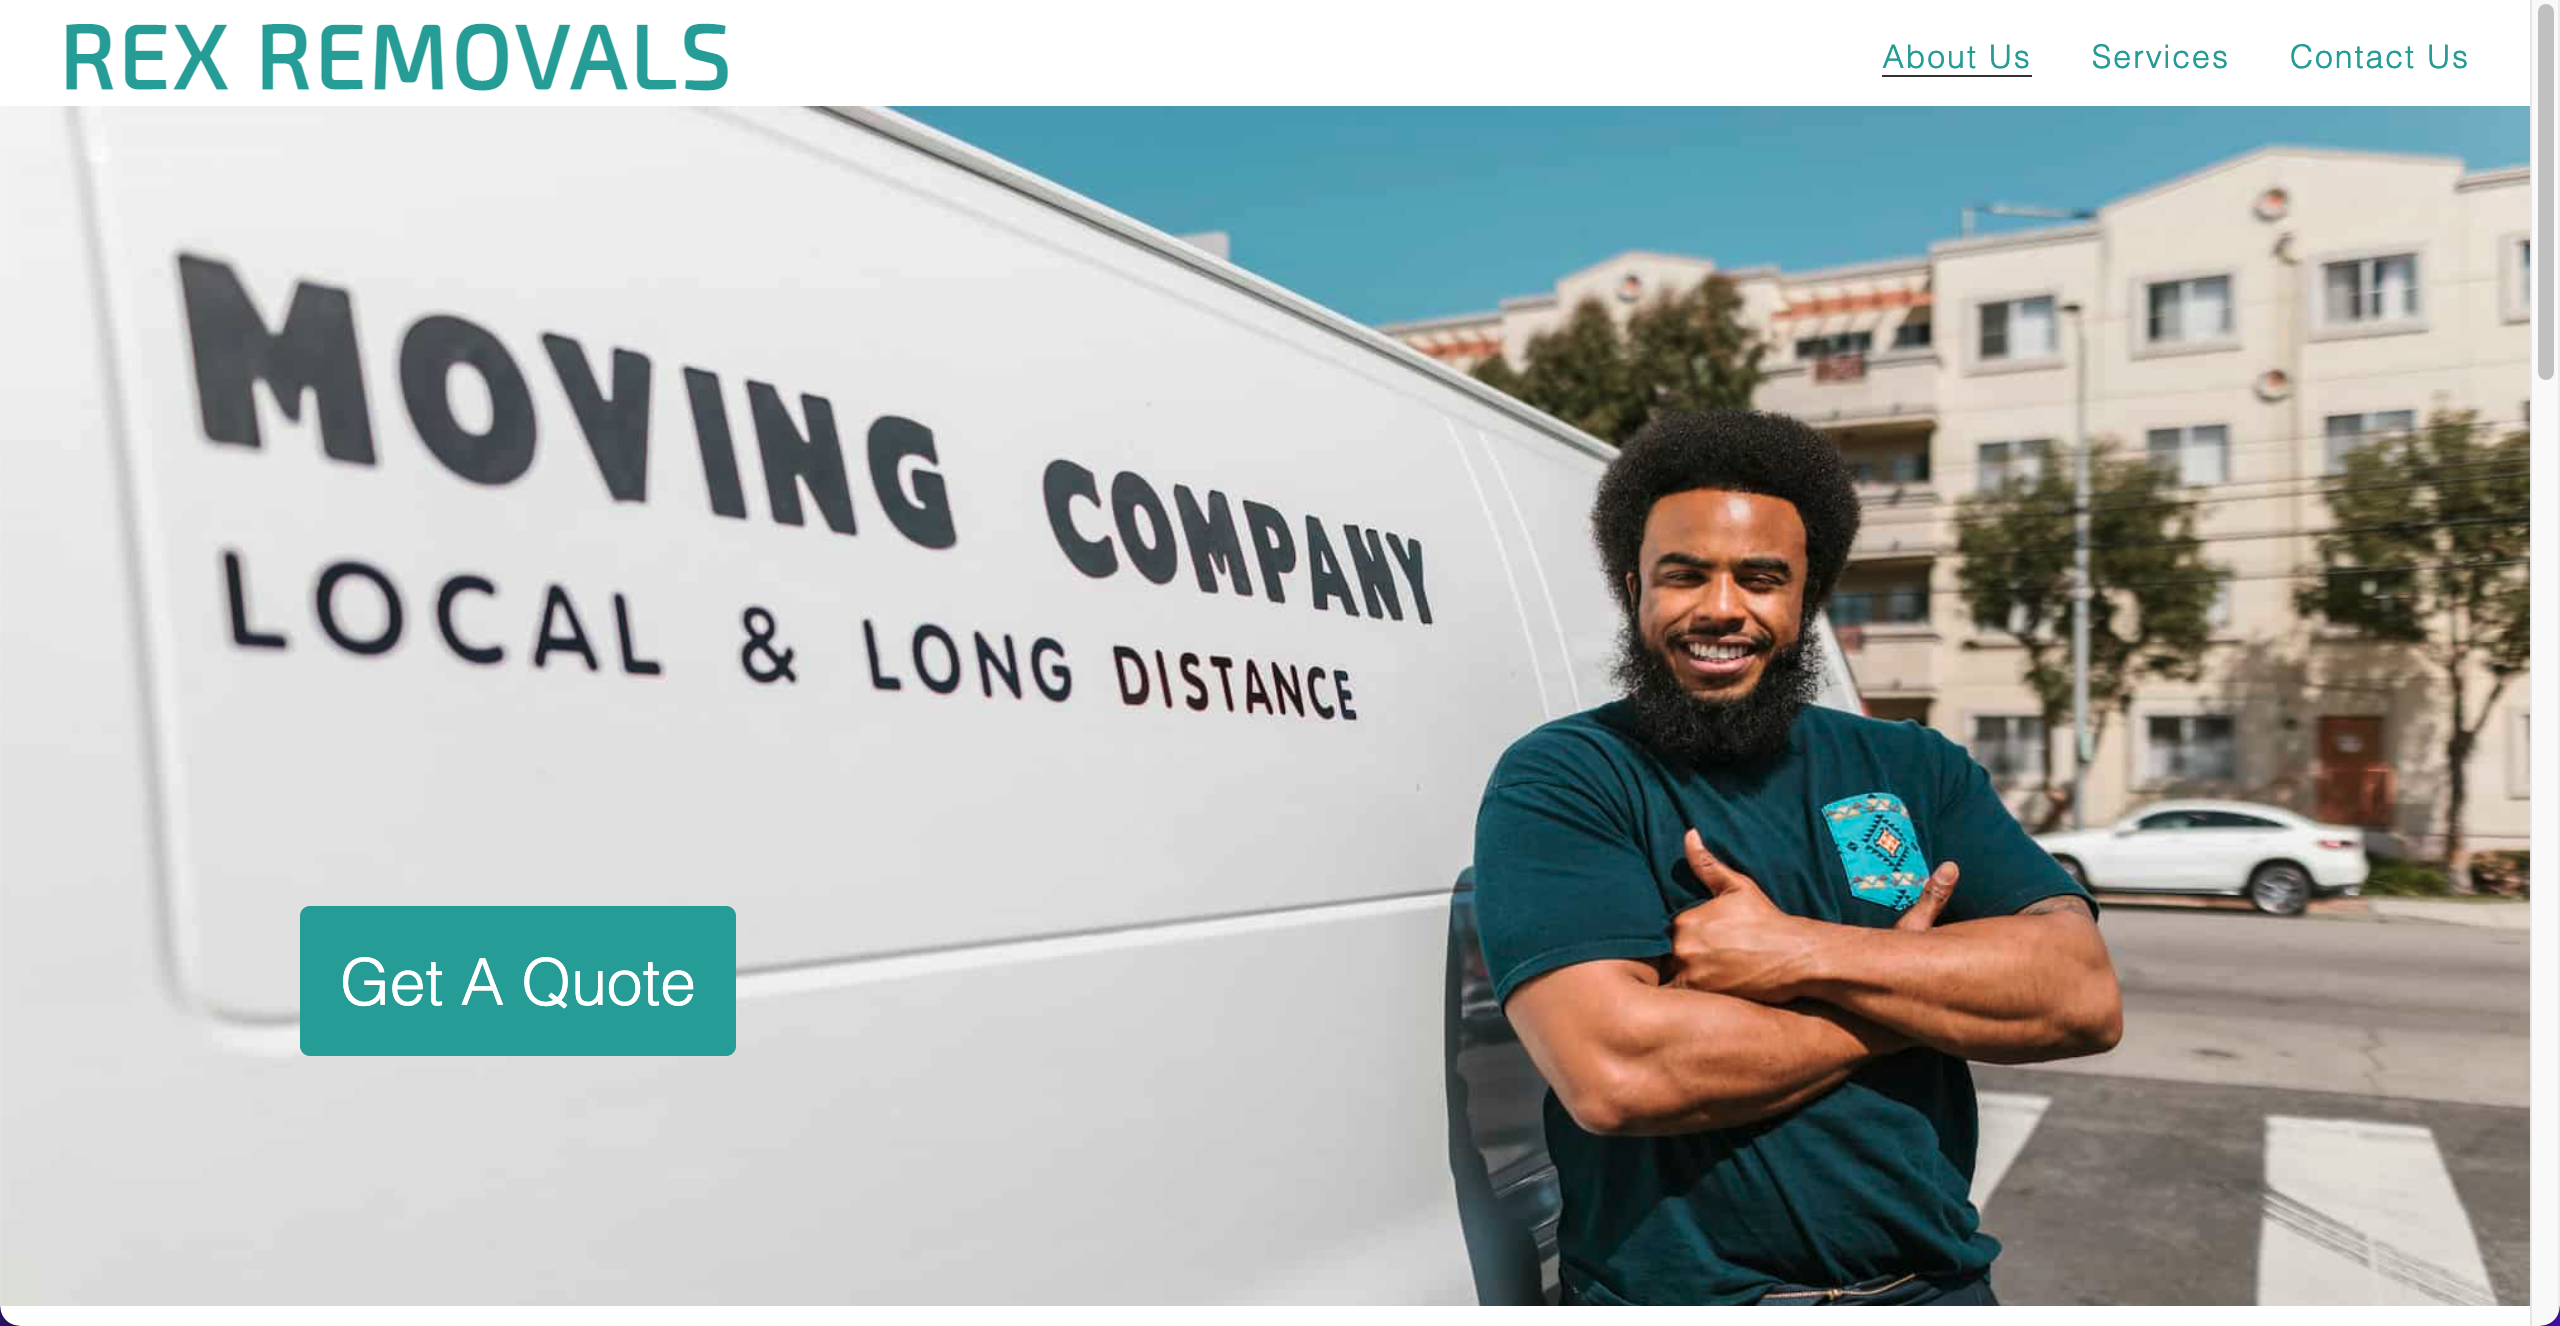 REX REMOVALS
About Us Services Contact Us
MOVING COMPANY
LOCAL & LONG DISTANCE
Get A Quote